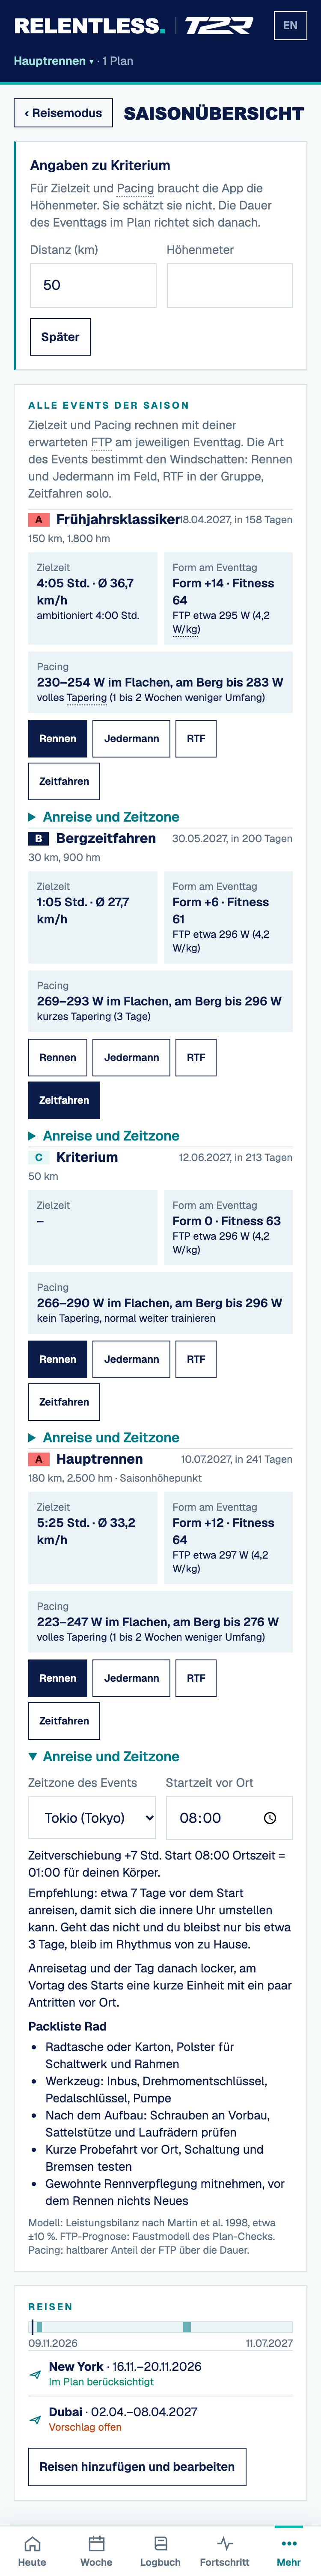 RELENTLESS. T2R EN
Hauptrennen ▾ · 1 Plan
‹ Reisemodus SAISONÜBERSICHT
Angaben zu Kriterium
Für Zielzeit und Pacing braucht die App die
Höhenmeter. Sie schätzt sie nicht. Die Dauer
des Eventtags im Plan richtet sich danach.
Distanz (km) Höhenmeter
50
Später
ALLE EVENTS DER SAISON
Zielzeit und Pacing rechnen mit deiner
erwarteten FTP am jeweiligen Eventtag. Die Art
des Events bestimmt den Windschatten: Rennen
und Jedermann im Feld, RTF in der Gruppe,
Zeitfahren solo.
A Frühjahrsklassiker 18.04.2027, in 158 Tagen
150 km, 1.800 hm
Zielzeit
4:05 Std. · Ø 36,7
km/h
ambitioniert 4:00 Std.
Form am Eventtag
Form +14 · Fitness
64
FTP etwa 295 W (4,2
W/kg)
Pacing
230–254 W im Flachen, am Berg bis 283 W
volles Tapering (1 bis 2 Wochen weniger Umfang)
Rennen Jedermann RTF
Zeitfahren
▶ Anreise und Zeitzone
B Bergzeitfahren 30.05.2027, in 200 Tagen
30 km, 900 hm
Zielzeit
1:05 Std. · Ø 27,7
km/h
Form am Eventtag
Form +6 · Fitness
61
FTP etwa 296 W (4,2
W/kg)
Pacing
269–293 W im Flachen, am Berg bis 296 W
kurzes Tapering (3 Tage)
Rennen Jedermann RTF
Zeitfahren
▶ Anreise und Zeitzone
C Kriterium 12.06.2027, in 213 Tagen
50 km
Zielzeit
–
Form am Eventtag
Form 0 · Fitness 63
FTP etwa 296 W (4,2
W/kg)
Pacing
266–290 W im Flachen, am Berg bis 296 W
kein Tapering, normal weiter trainieren
Rennen Jedermann RTF
Zeitfahren
▶ Anreise und Zeitzone
A Hauptrennen 10.07.2027, in 241 Tagen
180 km, 2.500 hm · Saisonhöhepunkt
Zielzeit
5:25 Std. · Ø 33,2
km/h
Form am Eventtag
Form +12 · Fitness
64
FTP etwa 297 W (4,2
W/kg)
Pacing
223–247 W im Flachen, am Berg bis 276 W
volles Tapering (1 bis 2 Wochen weniger Umfang)
Rennen Jedermann RTF
Zeitfahren
▼ Anreise und Zeitzone
Zeitzone des Events Startzeit vor Ort
Tokio (Tokyo) 08:00
Zeitverschiebung +7 Std. Start 08:00 Ortszeit =
01:00 für deinen Körper.
Empfehlung: etwa 7 Tage vor dem Start
anreisen, damit sich die innere Uhr umstellen
kann. Geht das nicht und du bleibst nur bis etwa
3 Tage, bleib im Rhythmus von zu Hause.
Anreisetag und der Tag danach locker, am
Vortag des Starts eine kurze Einheit mit ein paar
Antritten vor Ort.
Packliste Rad
• Radtasche oder Karton, Polster für
Schaltwerk und Rahmen
• Werkzeug: Inbus, Drehmomentschlüssel,
Pedalschlüssel, Pumpe
• Nach dem Aufbau: Schrauben an Vorbau,
Sattelstütze und Laufrädern prüfen
• Kurze Probefahrt vor Ort, Schaltung und
Bremsen testen
• Gewohnte Rennverpflegung mitnehmen, vor
dem Rennen nichts Neues
Modell: Leistungsbilanz nach Martin et al. 1998, etwa
±10 %. FTP-Prognose: Faustmodell des Plan-Checks.
Pacing: haltbarer Anteil der FTP über die Dauer.
REISEN
09.11.2026 11.07.2027
New York · 16.11.–20.11.2026
Im Plan berücksichtigt
Dubai · 02.04.–08.04.2027
Vorschlag offen
Reisen hinzufügen und bearbeiten
Heute Woche Logbuch Fortschritt Mehr